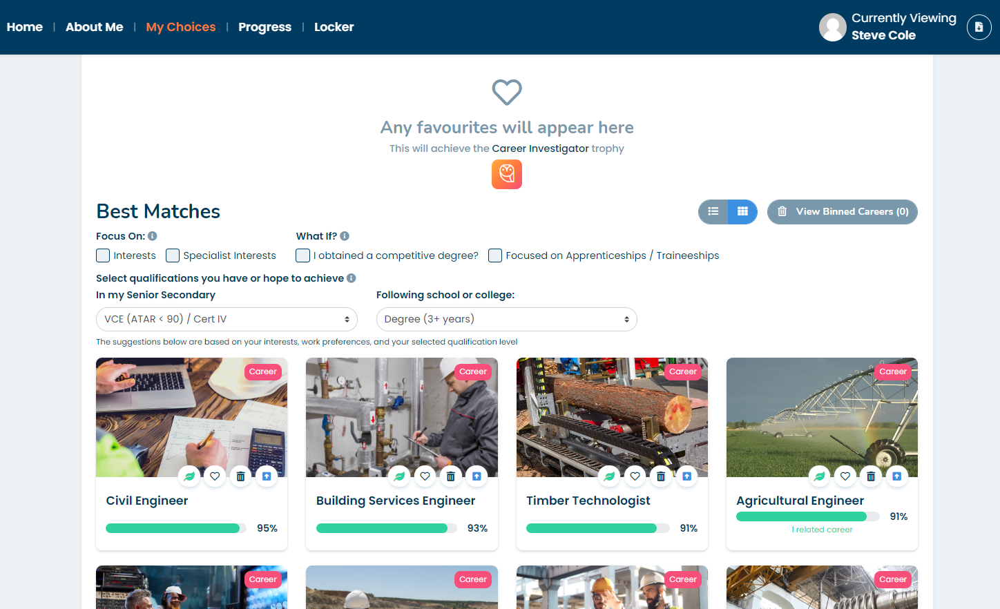 Home | About Me | My Choices | Progress | Locker
Currently Viewing
Steve Cole
Any favourites will appear here
This will achieve the Career Investigator trophy
Best Matches
View Binned Careers (0)
Focus On:
What If?
Interests
Specialist Interests
I obtained a competitive degree?
Focused on Apprenticeships / Traineeships
Select qualifications you have or hope to achieve
In my Senior Secondary
Following school or college:
VCE (ATAR < 90) / Cert IV
Degree (3+ years)
The suggestions below are based on your interests, work preferences, and your selected qualification level
Career
Career
Career
Career
Civil Engineer
Building Services Engineer
Timber Technologist
Agricultural Engineer
95%
93%
91%
91%
1 related career
Career
Career
Career
Career